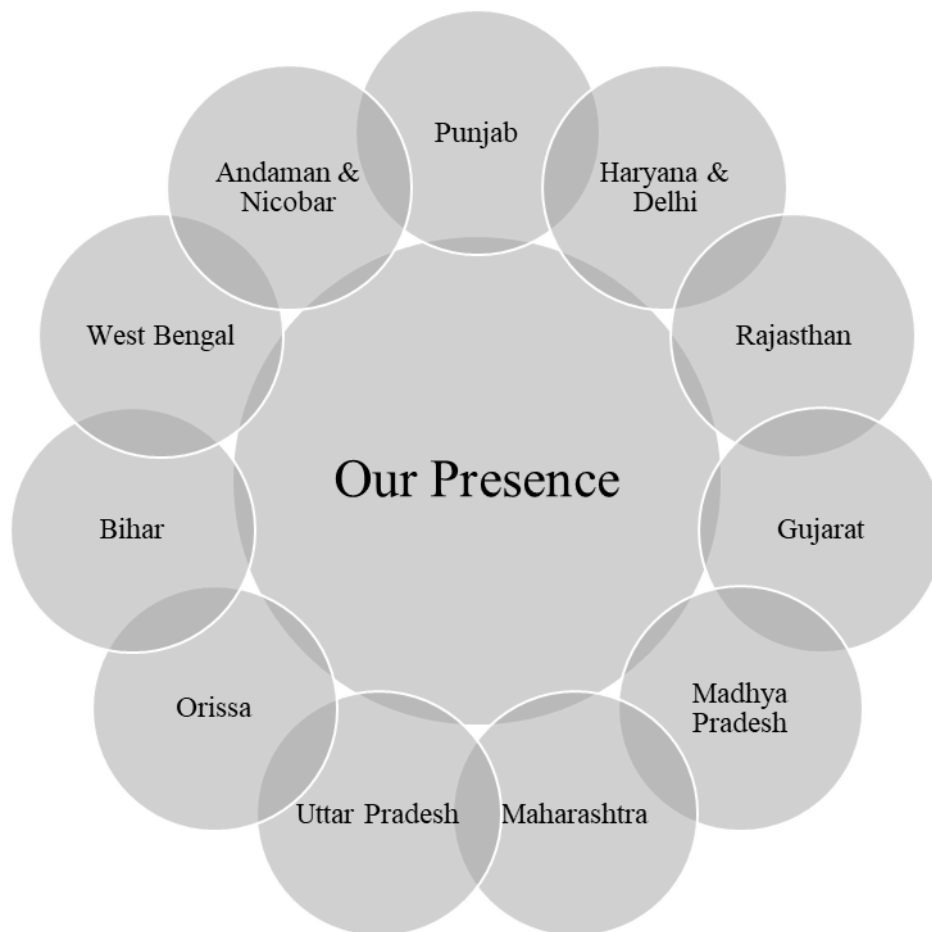 Punjab
Haryana &
Delhi
Rajasthan
Gujarat
Madhya
Pradesh
Maharashtra
Uttar Pradesh
Orissa
Bihar
West Bengal
Andaman &
Nicobar
Our Presence